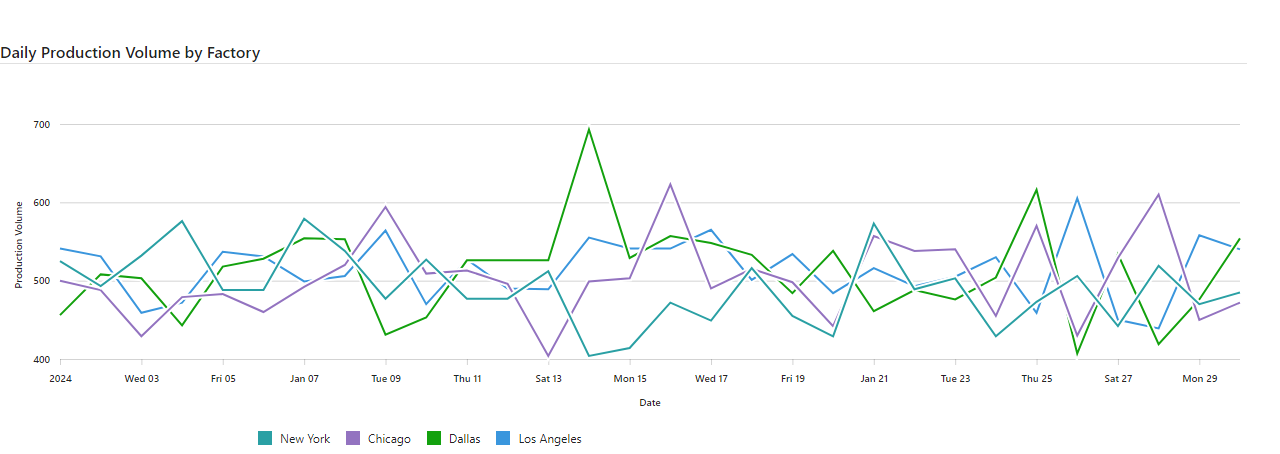 Daily Production Volume by Factory
700
600
500
400
Production Volume
2024 Wed 03 Fri 05 Jan 07 Tue 09 Thu 11 Sat 13 Mon 15 Wed 17 Fri 19 Jan 21 Tue 23 Thu 25 Sat 27 Mon 29
Date
New York Chicago Dallas Los Angeles